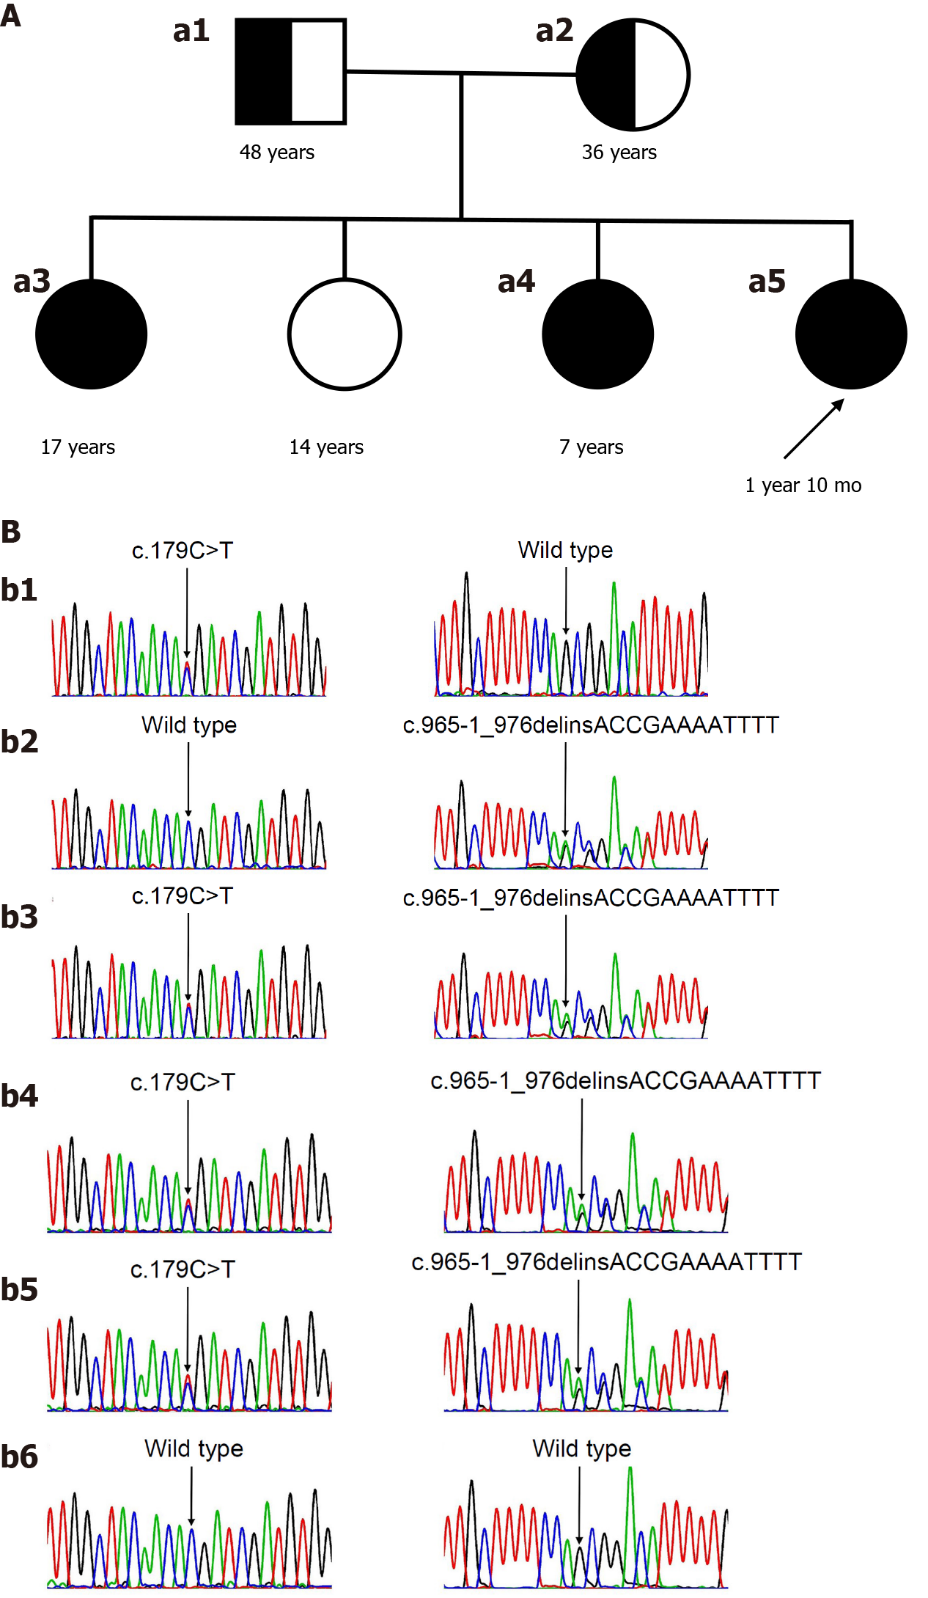 A
a1
a2
48 years
36 years
a3
a4
a5
17 years
14 years
7 years
1 year 10 mo
B
c.179C>T
Wild type
b1
Wild type
c.965-1_976delinsACCGAAAATTTT
b2
c.179C>T
c.965-1_976delinsACCGAAAATTTT
b3
c.179C>T
c.965-1_976delinsACCGAAAATTTT
b4
c.179C>T
c.965-1_976delinsACCGAAAATTTT
b5
Wild type
Wild type
b6